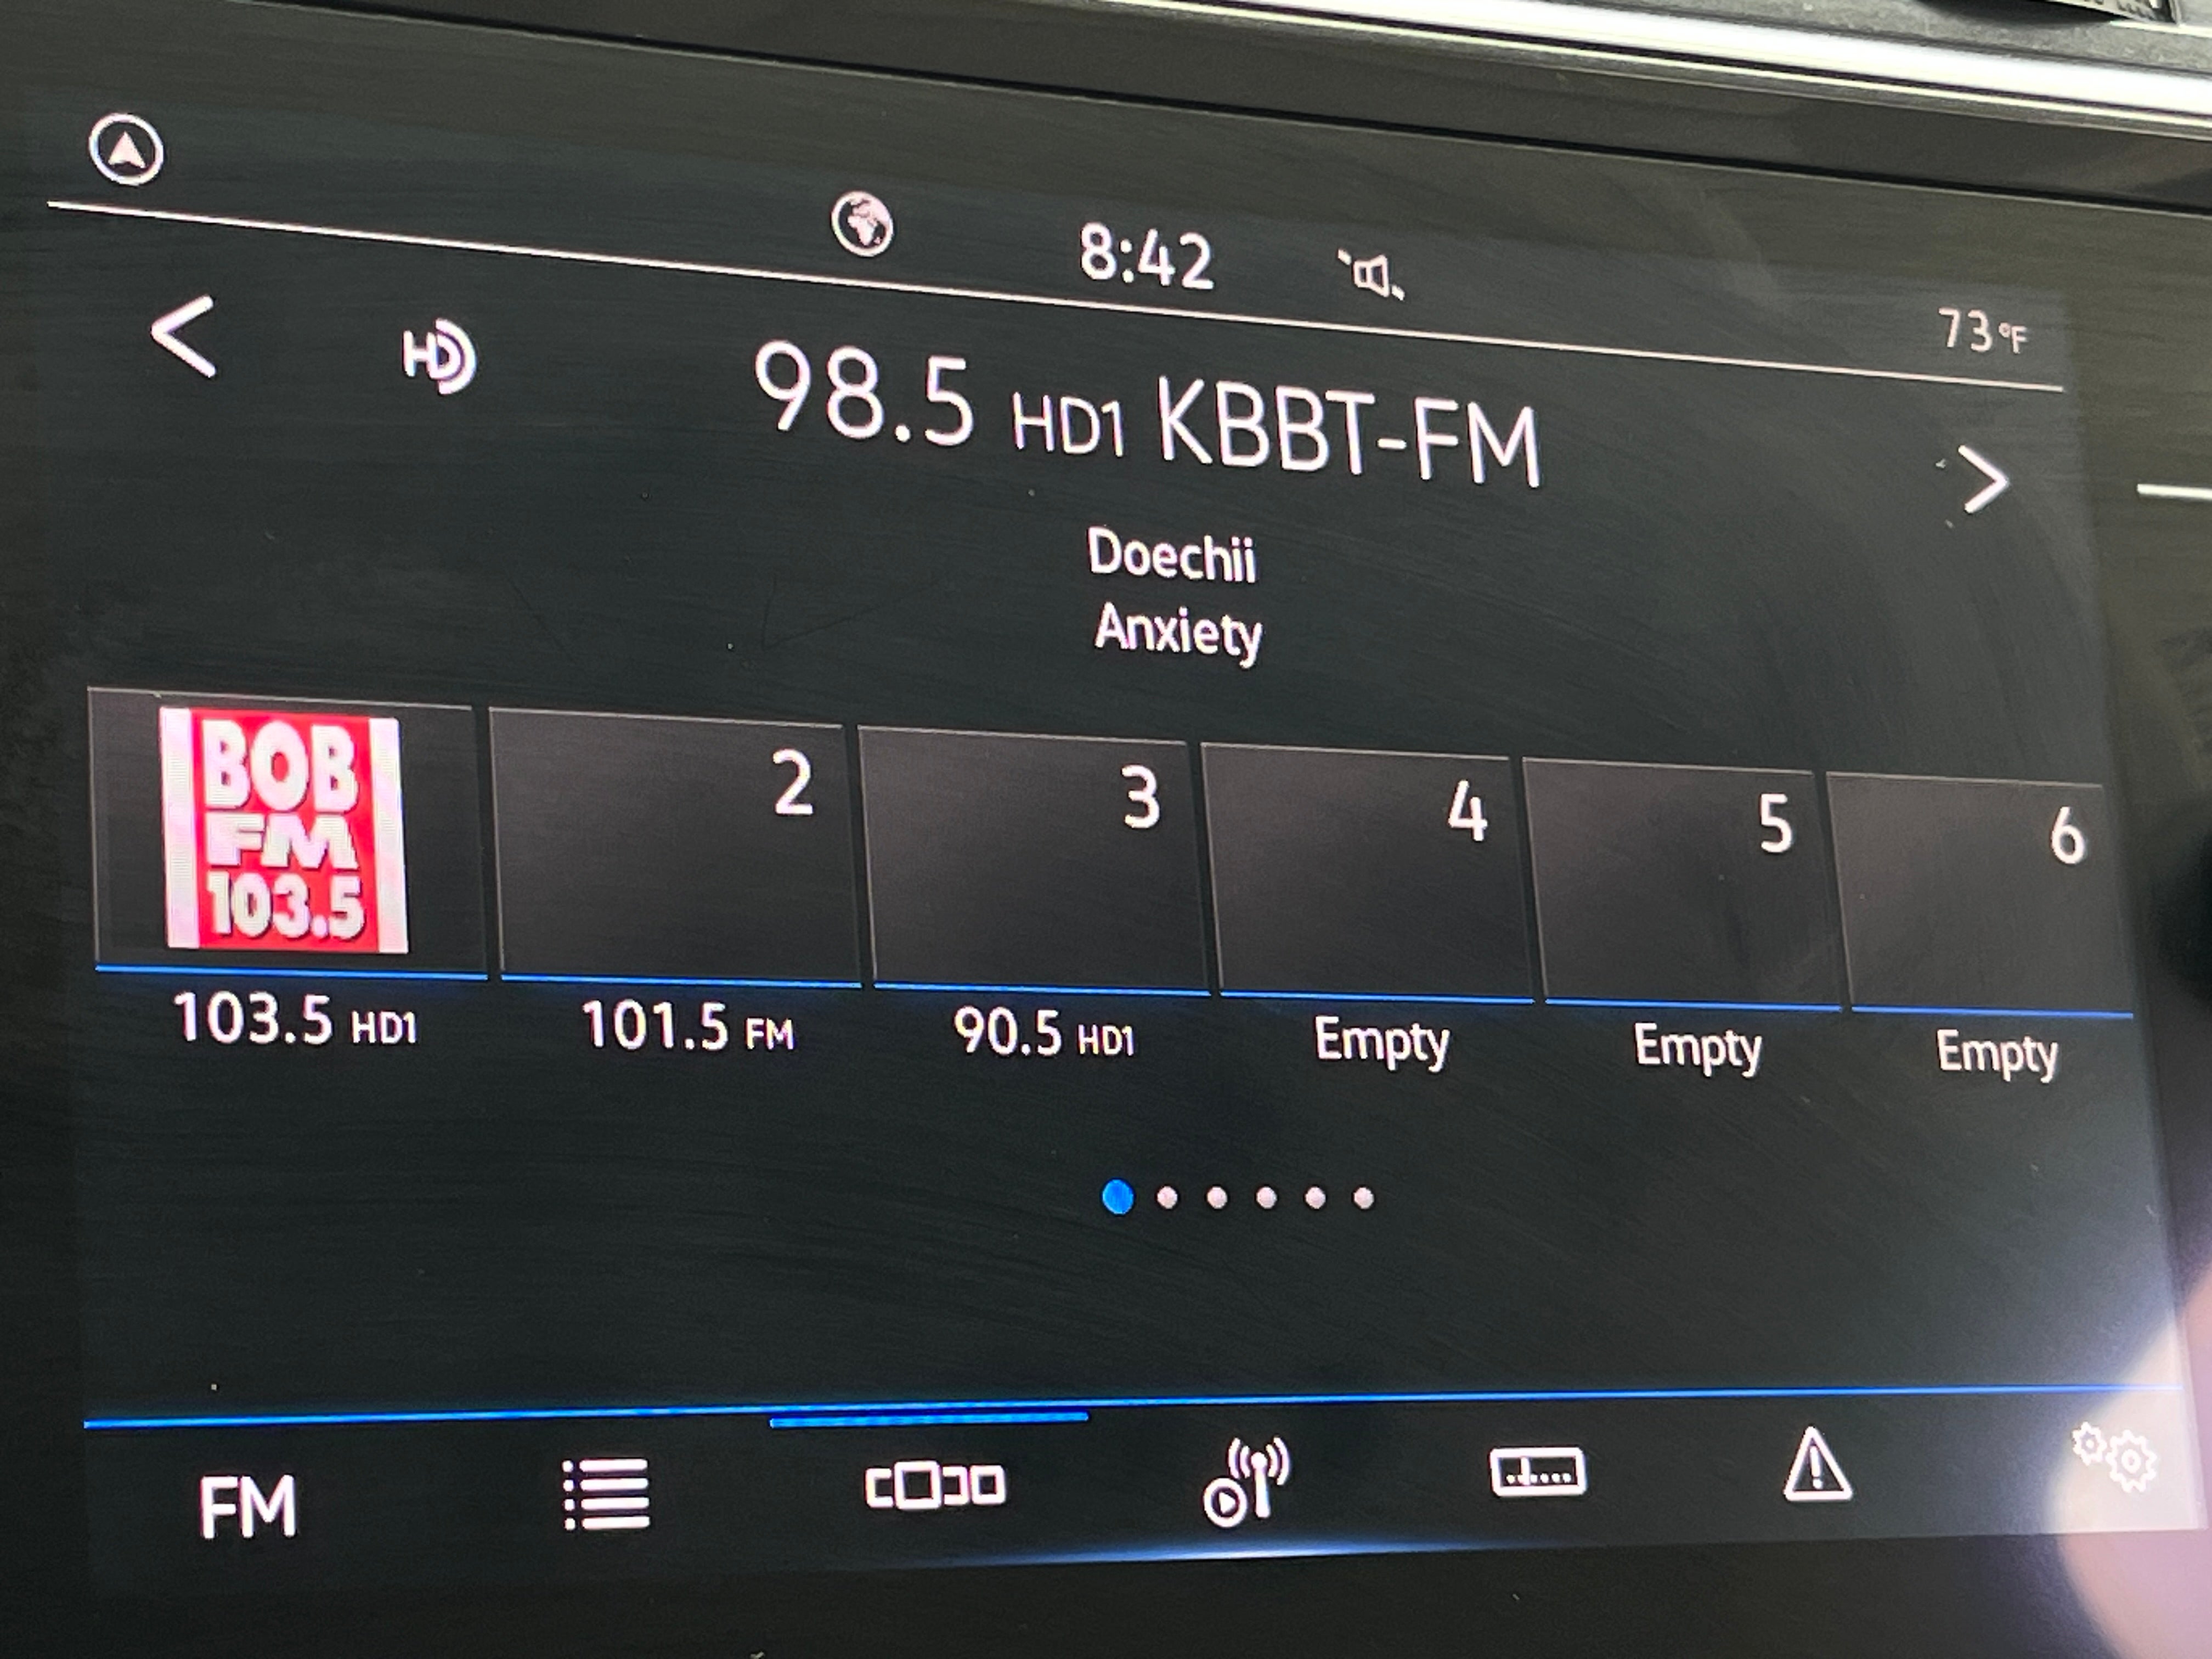 8:42
73°F
HD
98.5 HD1 KBBT-FM
Doechii
Anxiety
BOB
FM
103.5
2
3
4
5
6
103.5 HD1
101.5 FM
90.5 HD1
Empty
Empty
Empty
FM